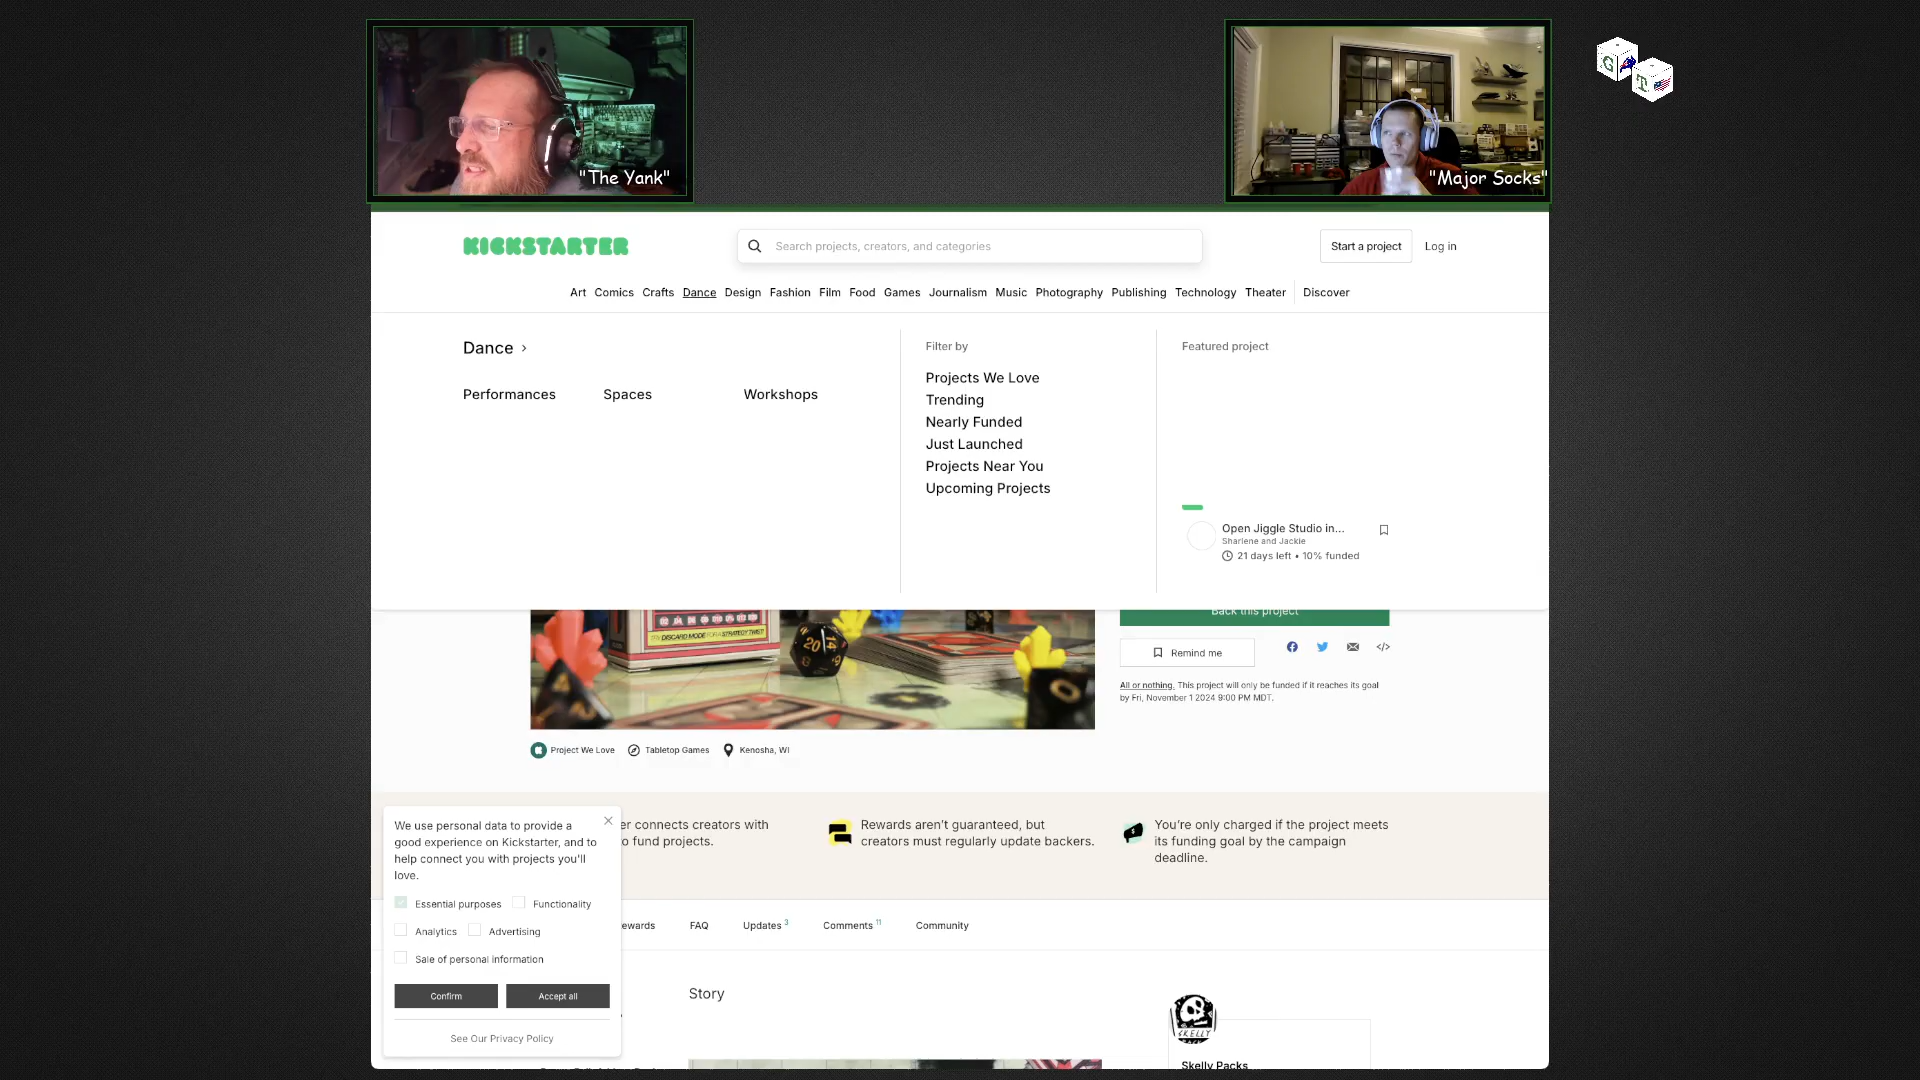 "The Yank"
"Major Socks"
G
T
KICKSTARTER
Search projects, creators, and categories
Start a project
Log in
Art Comics Crafts Dance Design Fashion Film Food Games Journalism Music Photography Publishing Technology Theater Discover
Dance ›
Performances Spaces Workshops
Filter by
Projects We Love
Trending
Nearly Funded
Just Launched
Projects Near You
Upcoming Projects
Featured project
Open Jiggle Studio in...
Sharlene and Jackie
21 days left • 10% funded
TRY DISCARD MODE FOR A STRATEGY TWIST!
20
14
Back this project
Remind me
All or nothing. This project will only be funded if it reaches its goal
by Fri, November 1 2024 9:00 PM MDT.
Project We Love Tabletop Games Kenosha, WI
er connects creators with
o fund projects.
Rewards aren't guaranteed, but
creators must regularly update backers.
You're only charged if the project meets
its funding goal by the campaign
deadline.
We use personal data to provide a
good experience on Kickstarter, and to
help connect you with projects you'll
love.
Essential purposes Functionality
Analytics Advertising
Sale of personal information
Confirm Accept all
See Our Privacy Policy
ewards FAQ Updates 3 Comments 11 Community
Story
SKELLY
Skelly Packs